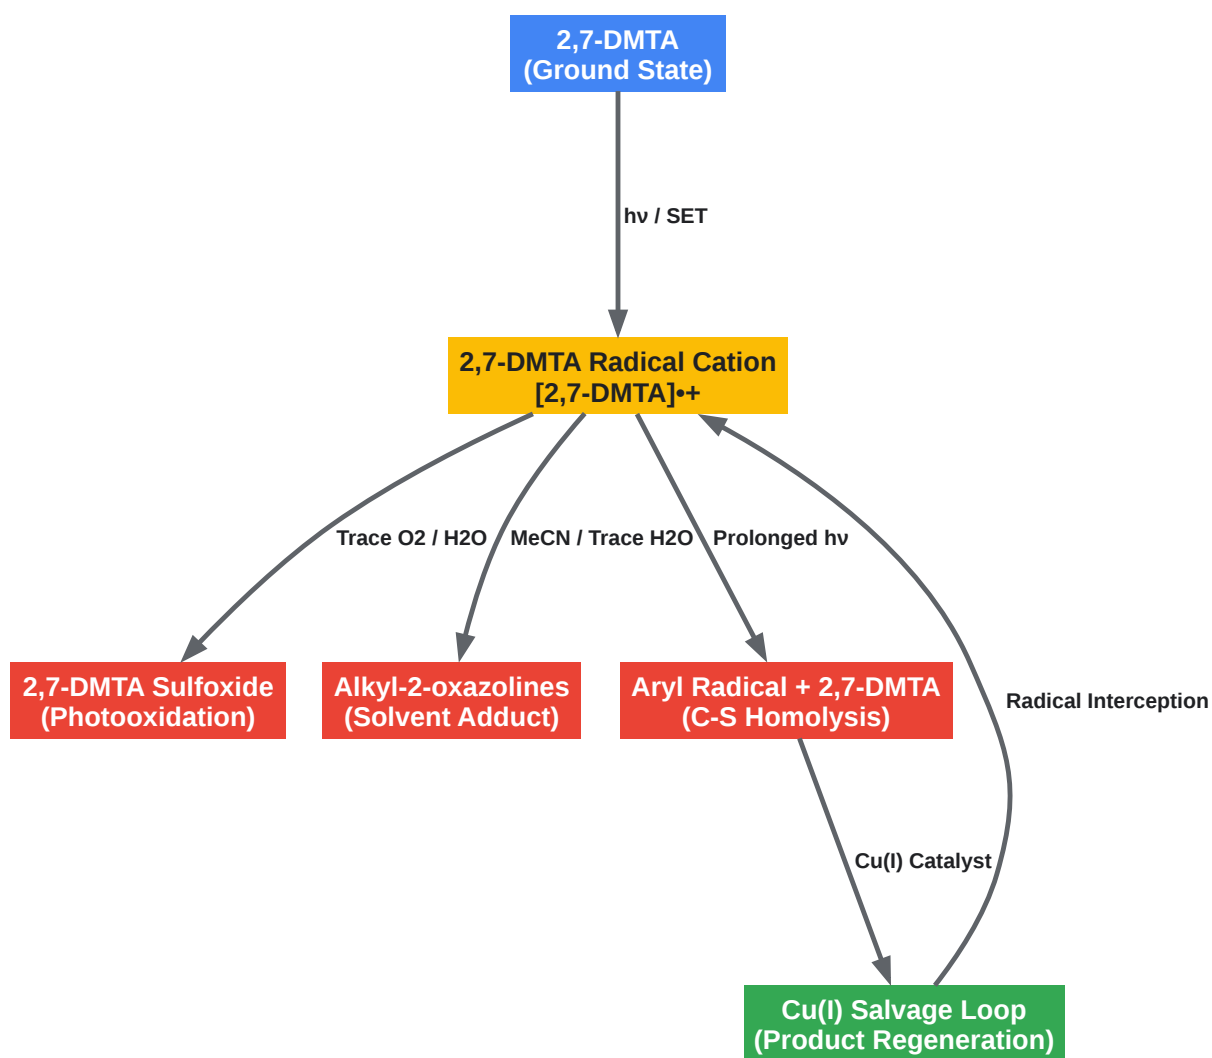 2,7-DMTA
(Ground State)
hν / SET
2,7-DMTA Radical Cation
[2,7-DMTA]•+
Trace O2 / H2O
MeCN / Trace H2O
Prolonged hν
2,7-DMTA Sulfoxide
(Photooxidation)
Alkyl-2-oxazolines
(Solvent Adduct)
Aryl Radical + 2,7-DMTA
(C-S Homolysis)
Radical Interception
Cu(I) Catalyst
Cu(I) Salvage Loop
(Product Regeneration)